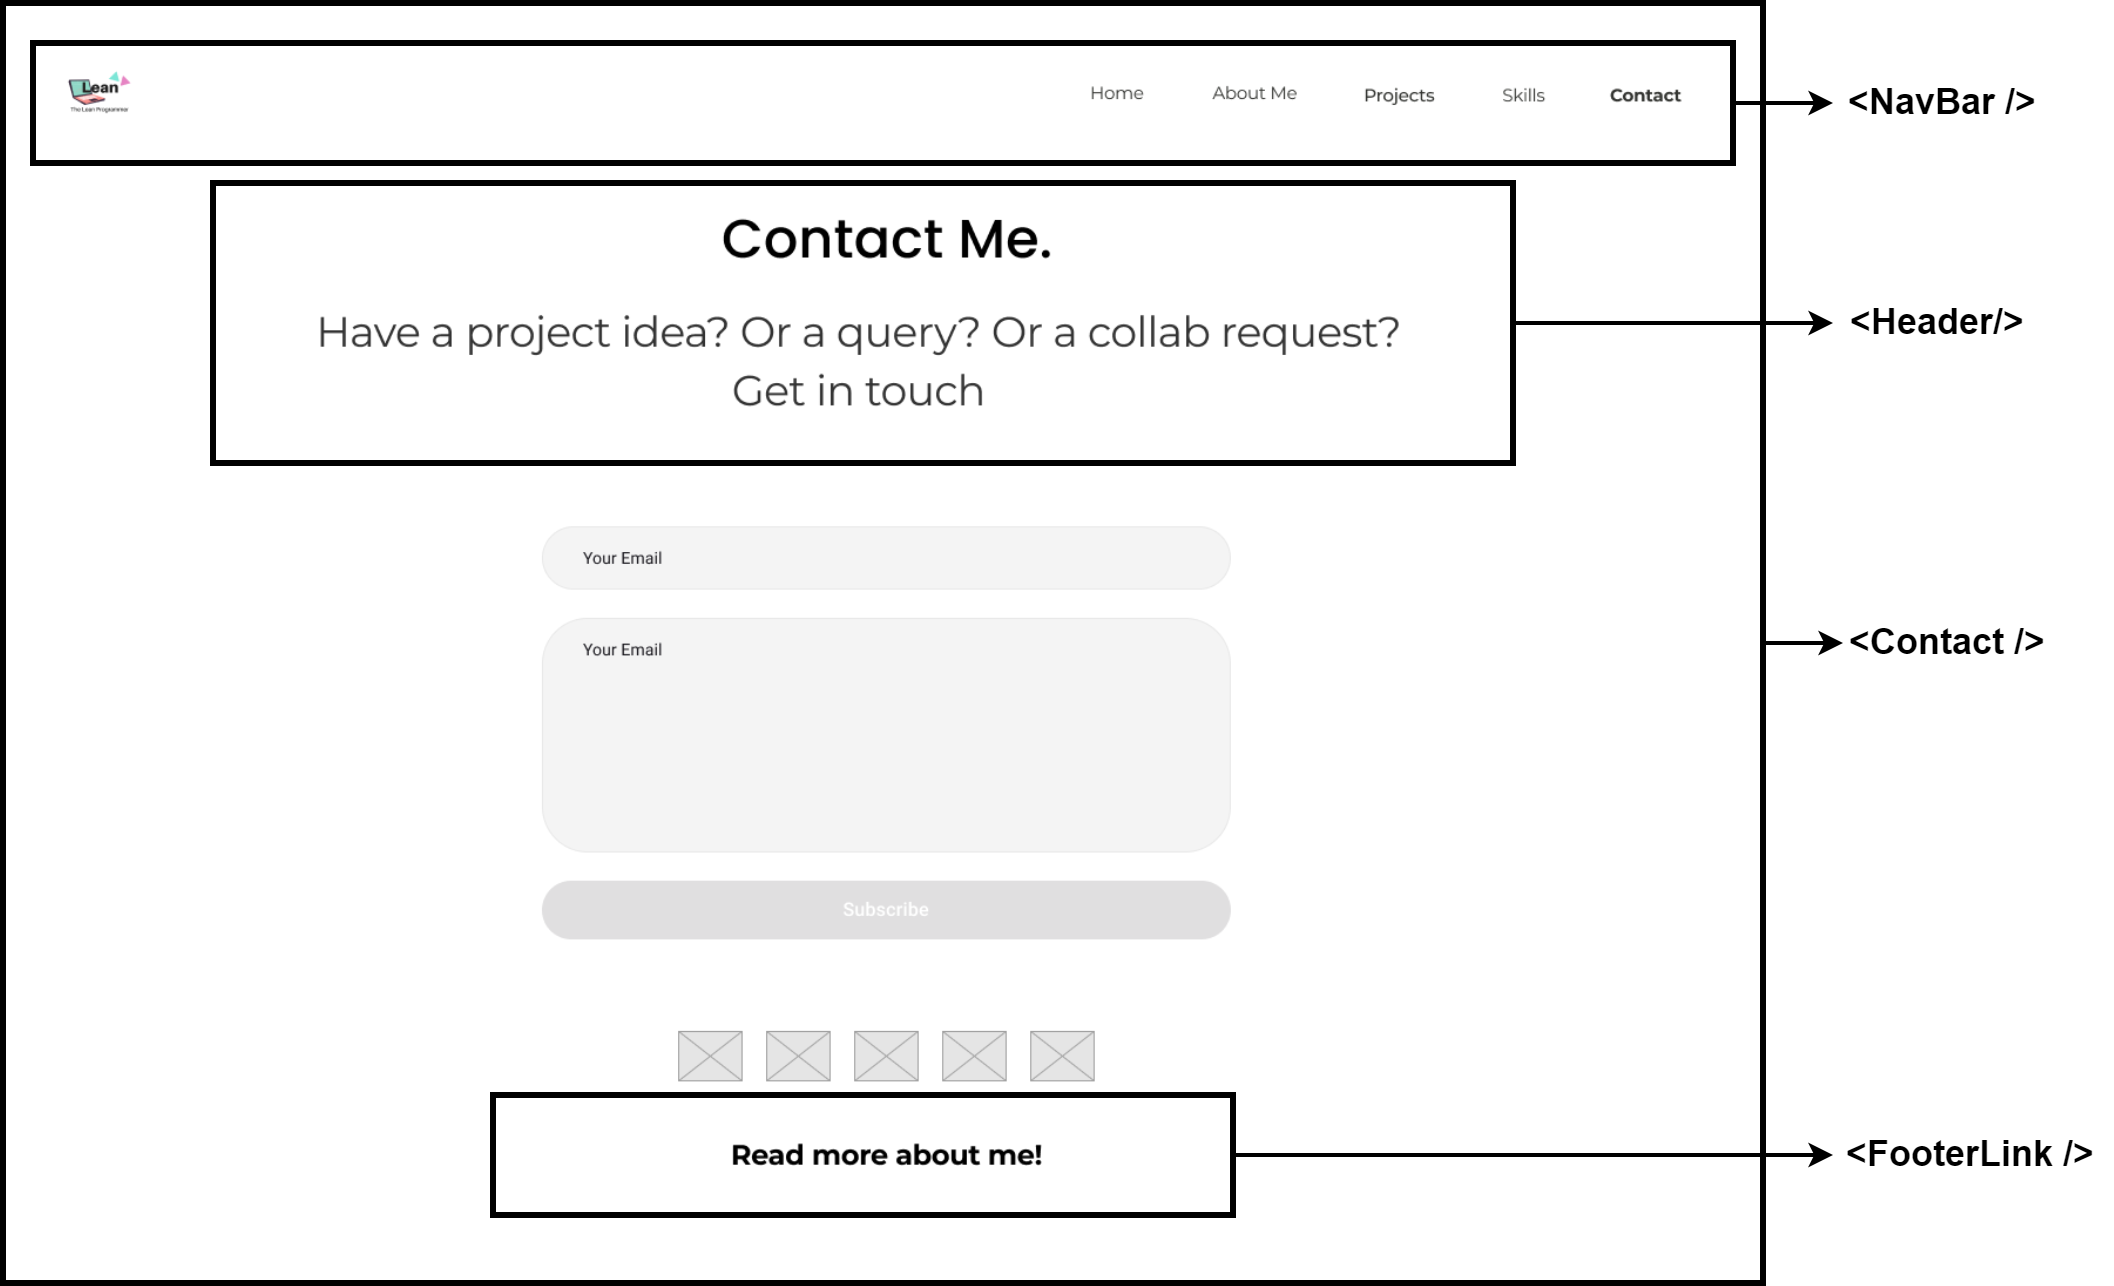 Lean
The Lean Programmer
Home About Me Projects Skills Contact
<NavBar />
Contact Me.
Have a project idea? Or a query? Or a collab request?
Get in touch
<Header/>
Your Email
Your Email
<Contact />
Subscribe
Read more about me!
<FooterLink />